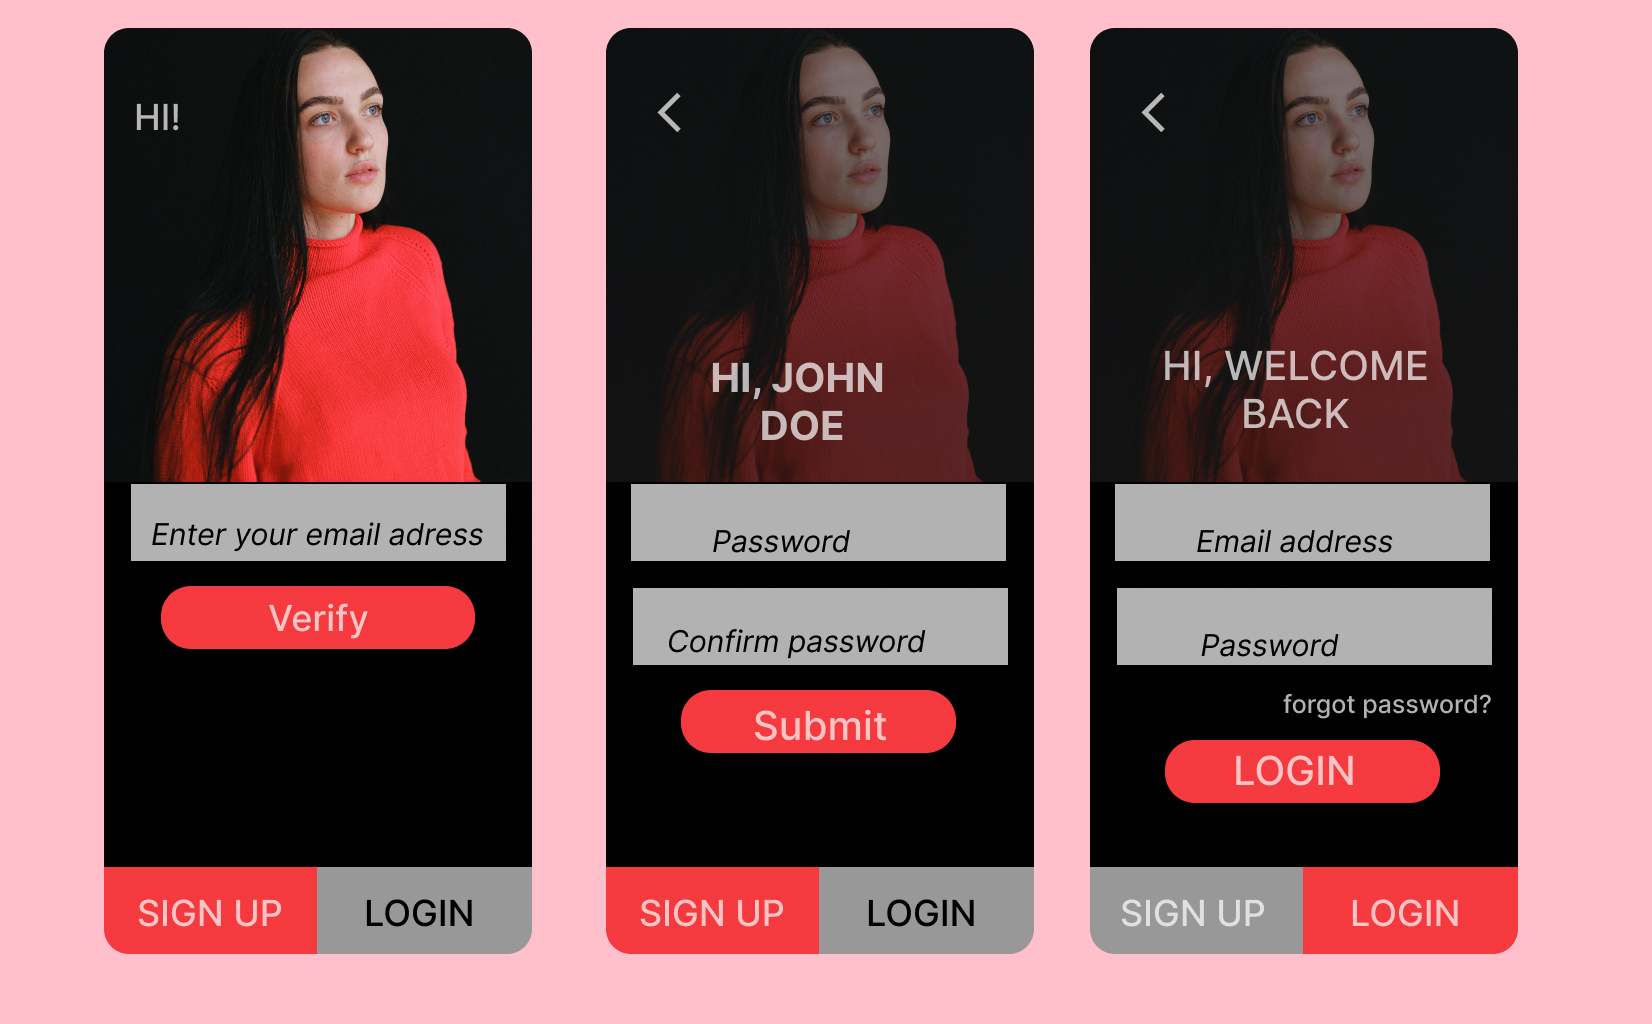 HI!
Enter your email adress
Verify
SIGN UP
LOGIN
HI, JOHN
DOE
Password
Confirm password
Submit
SIGN UP
LOGIN
HI, WELCOME
BACK
Email address
Password
forgot password?
LOGIN
SIGN UP
LOGIN